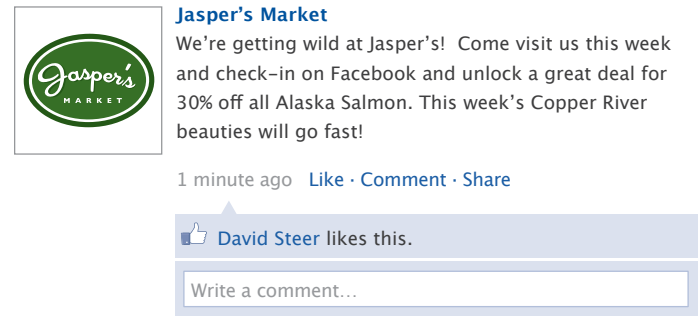 Jasper's
MARKET
Jasper’s Market
We’re getting wild at Jasper’s!  Come visit us this week
and check-in on Facebook and unlock a great deal for
30% off all Alaska Salmon. This week’s Copper River
beauties will go fast!
1 minute ago Like · Comment · Share
David Steer likes this.
Write a comment...